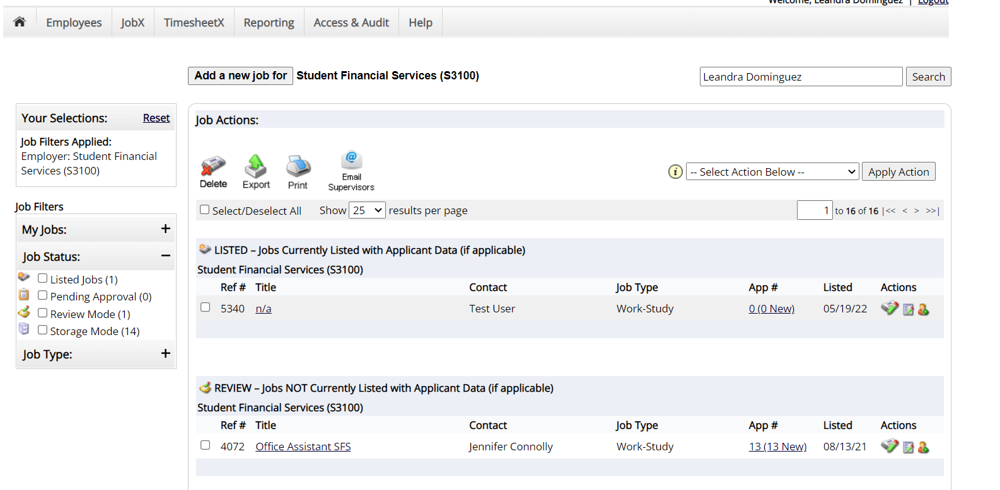 Welcome, Leandra Dominguez | Logout
Employees JobX TimesheetX Reporting Access & Audit Help
Add a new job for Student Financial Services (S3100) Leandra Dominguez Search
Your Selections: Reset
Job Filters Applied:
Employer: Student Financial
Services (S3100)
Job Filters
My Jobs: +
Job Status: –
Listed Jobs (1)
Pending Approval (0)
Review Mode (1)
Storage Mode (14)
Job Type: +
Job Actions:
Delete Export Print Email
Supervisors
i -- Select Action Below -- Apply Action
Select/Deselect All Show 25 results per page 1 to 16 of 16 |<< < > >>|
LISTED – Jobs Currently Listed with Applicant Data (if applicable)
Student Financial Services (S3100)
Ref # Title Contact Job Type App # Listed Actions
5340 n/a Test User Work-Study 0 (0 New) 05/19/22
REVIEW – Jobs NOT Currently Listed with Applicant Data (if applicable)
Student Financial Services (S3100)
Ref # Title Contact Job Type App # Listed Actions
4072 Office Assistant SFS Jennifer Connolly Work-Study 13 (13 New) 08/13/21